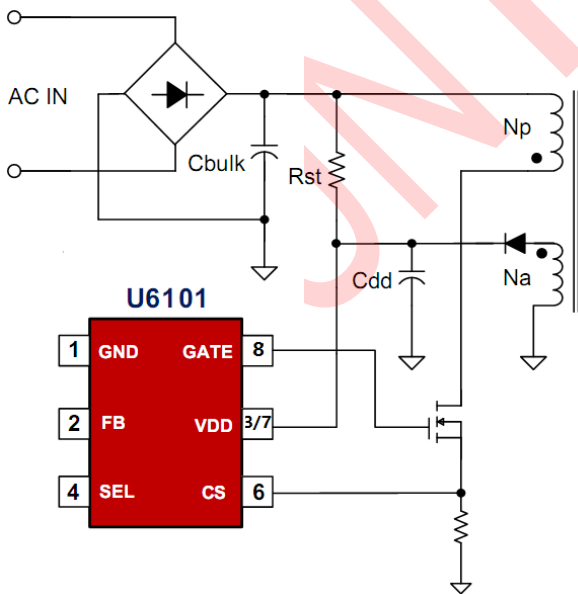 AC IN
Np
Cbulk
Rst
Cdd
Na
U6101
1 GND GATE 8
2 FB VDD 3/7
4 SEL CS 6